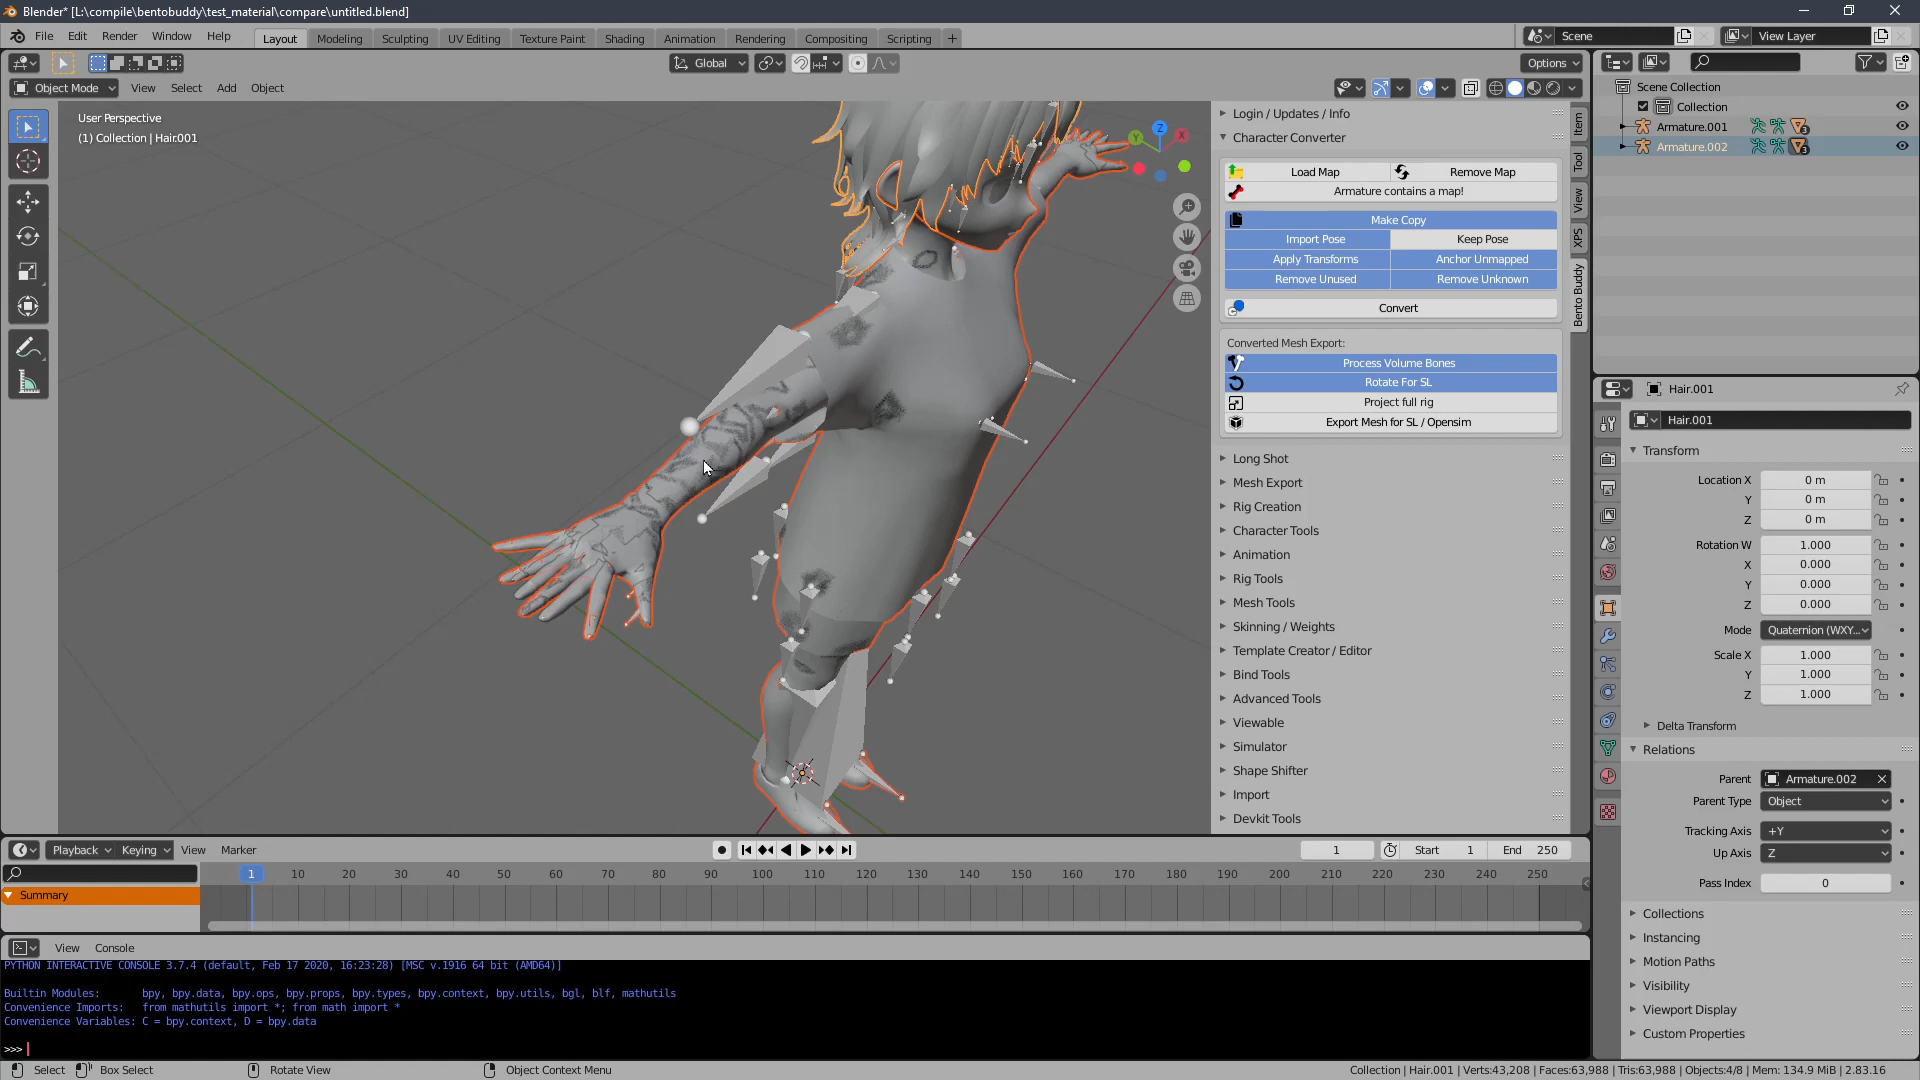 Blender* [L:\compile\bentobuddy\test_material\compare\untitled.blend]
File Edit Render Window Help
Layout Modeling Sculpting UV Editing Texture Paint Shading Animation Rendering Compositing Scripting +
Scene
View Layer
Global
Options
Object Mode View Select Add Object
User Perspective
(1) Collection | Hair.001
Z
Y
X
Login / Updates / Info
Character Converter
Load Map
Remove Map
Armature contains a map!
Make Copy
Import Pose
Keep Pose
Apply Transforms
Anchor Unmapped
Remove Unused
Remove Unknown
Convert
Converted Mesh Export:
Process Volume Bones
Rotate For SL
Project full rig
Export Mesh for SL / Opensim
Long Shot
Mesh Export
Rig Creation
Character Tools
Animation
Rig Tools
Mesh Tools
Skinning / Weights
Template Creator / Editor
Bind Tools
Advanced Tools
Viewable
Simulator
Shape Shifter
Import
Devkit Tools
Item
Tool
View
XPS
Bento Buddy
Scene Collection
Collection
Armature.001
3
Armature.002
3
Hair.001
Hair.001
Transform
Location X 0 m
Y 0 m
Z 0 m
Rotation W 1.000
X 0.000
Y 0.000
Z 0.000
Mode Quaternion (WXY...
Scale X 1.000
Y 1.000
Z 1.000
Delta Transform
Relations
Parent Armature.002
Parent Type Object
Tracking Axis +Y
Up Axis Z
Pass Index 0
Collections
Instancing
Motion Paths
Visibility
Viewport Display
Custom Properties
Playback Keying View Marker
1
Start 1
End 250
1 10 20 30 40 50 60 70 80 90 100 110 120 130 140 150 160 170 180 190 200 210 220 230 240 250
Summary
View Console
PYTHON INTERACTIVE CONSOLE 3.7.4 (default, Feb 17 2020, 16:23:28) [MSC v.1916 64 bit (AMD64)]
Builtin Modules: bpy, bpy.data, bpy.ops, bpy.props, bpy.types, bpy.context, bpy.utils, bgl, blf, mathutils
Convenience Imports: from mathutils import *; from math import *
Convenience Variables: C = bpy.context, D = bpy.data
>>>
Select Box Select Rotate View Object Context Menu
Collection | Hair.001 | Verts:43,208 | Faces:63,988 | Tris:63,988 | Objects:4/8 | Mem: 134.9 MiB | 2.83.16